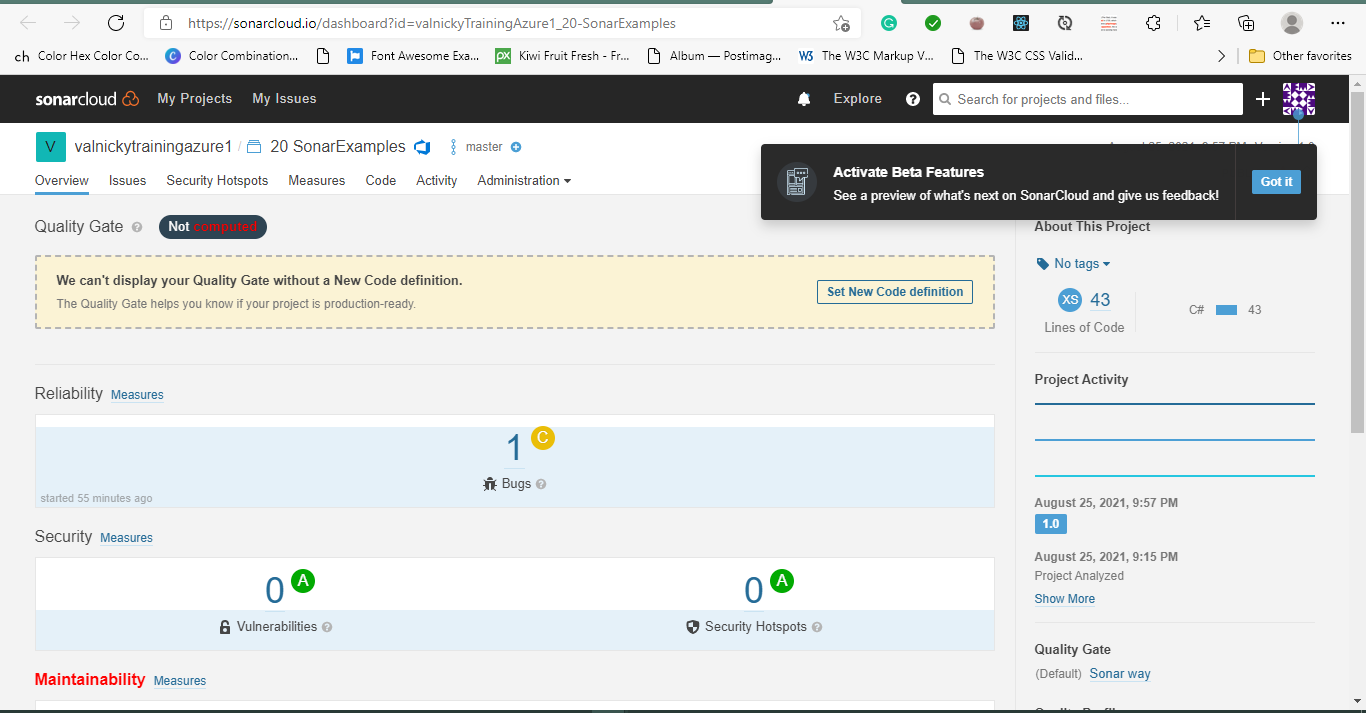 https://sonarcloud.io/dashboard?id=valnickyTrainingAzure1_20-SonarExamples
ch Color Hex Color Co... Color Combination... Font Awesome Exa... Kiwi Fruit Fresh - Fr... Album — Postimag... The W3C Markup V... The W3C CSS Valid... Other favorites
sonarcloud My Projects My Issues Explore Search for projects and files...
V valnickytrainingazure1 / 20 SonarExamples master
Overview Issues Security Hotspots Measures Code Activity Administration
Activate Beta Features
See a preview of what's next on SonarCloud and give us feedback!
Got it
Quality Gate Not computed
We can't display your Quality Gate without a New Code definition.
The Quality Gate helps you know if your project is production-ready.
Set New Code definition
Reliability Measures
1 C
Bugs
started 55 minutes ago
Security Measures
0 A 0 A
Vulnerabilities Security Hotspots
Maintainability Measures
About This Project
No tags
XS 43 C# 43
Lines of Code
Project Activity
August 25, 2021, 9:57 PM
1.0
August 25, 2021, 9:15 PM
Project Analyzed
Show More
Quality Gate
(Default) Sonar way